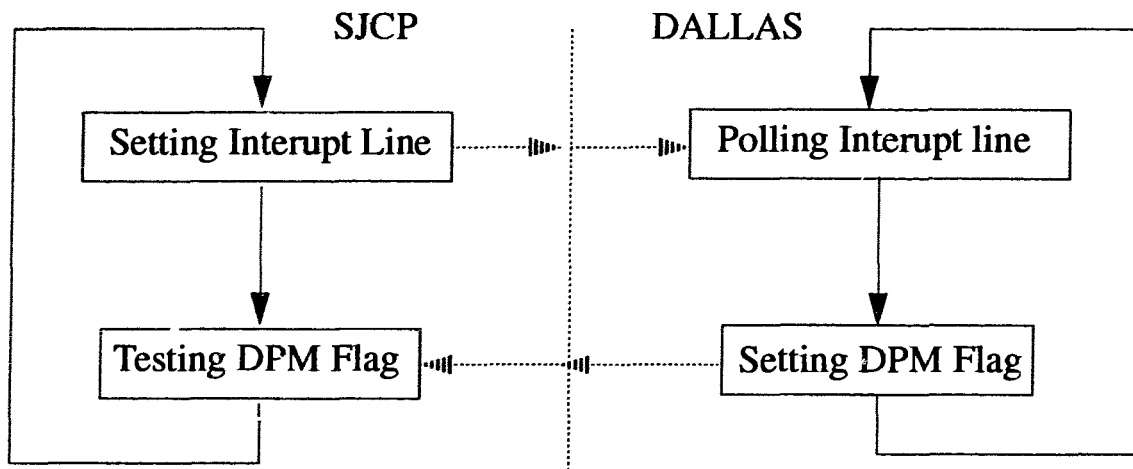 SJCP
DALLAS
Setting Interupt Line
Polling Interupt line
Testing DPM Flag
Setting DPM Flag